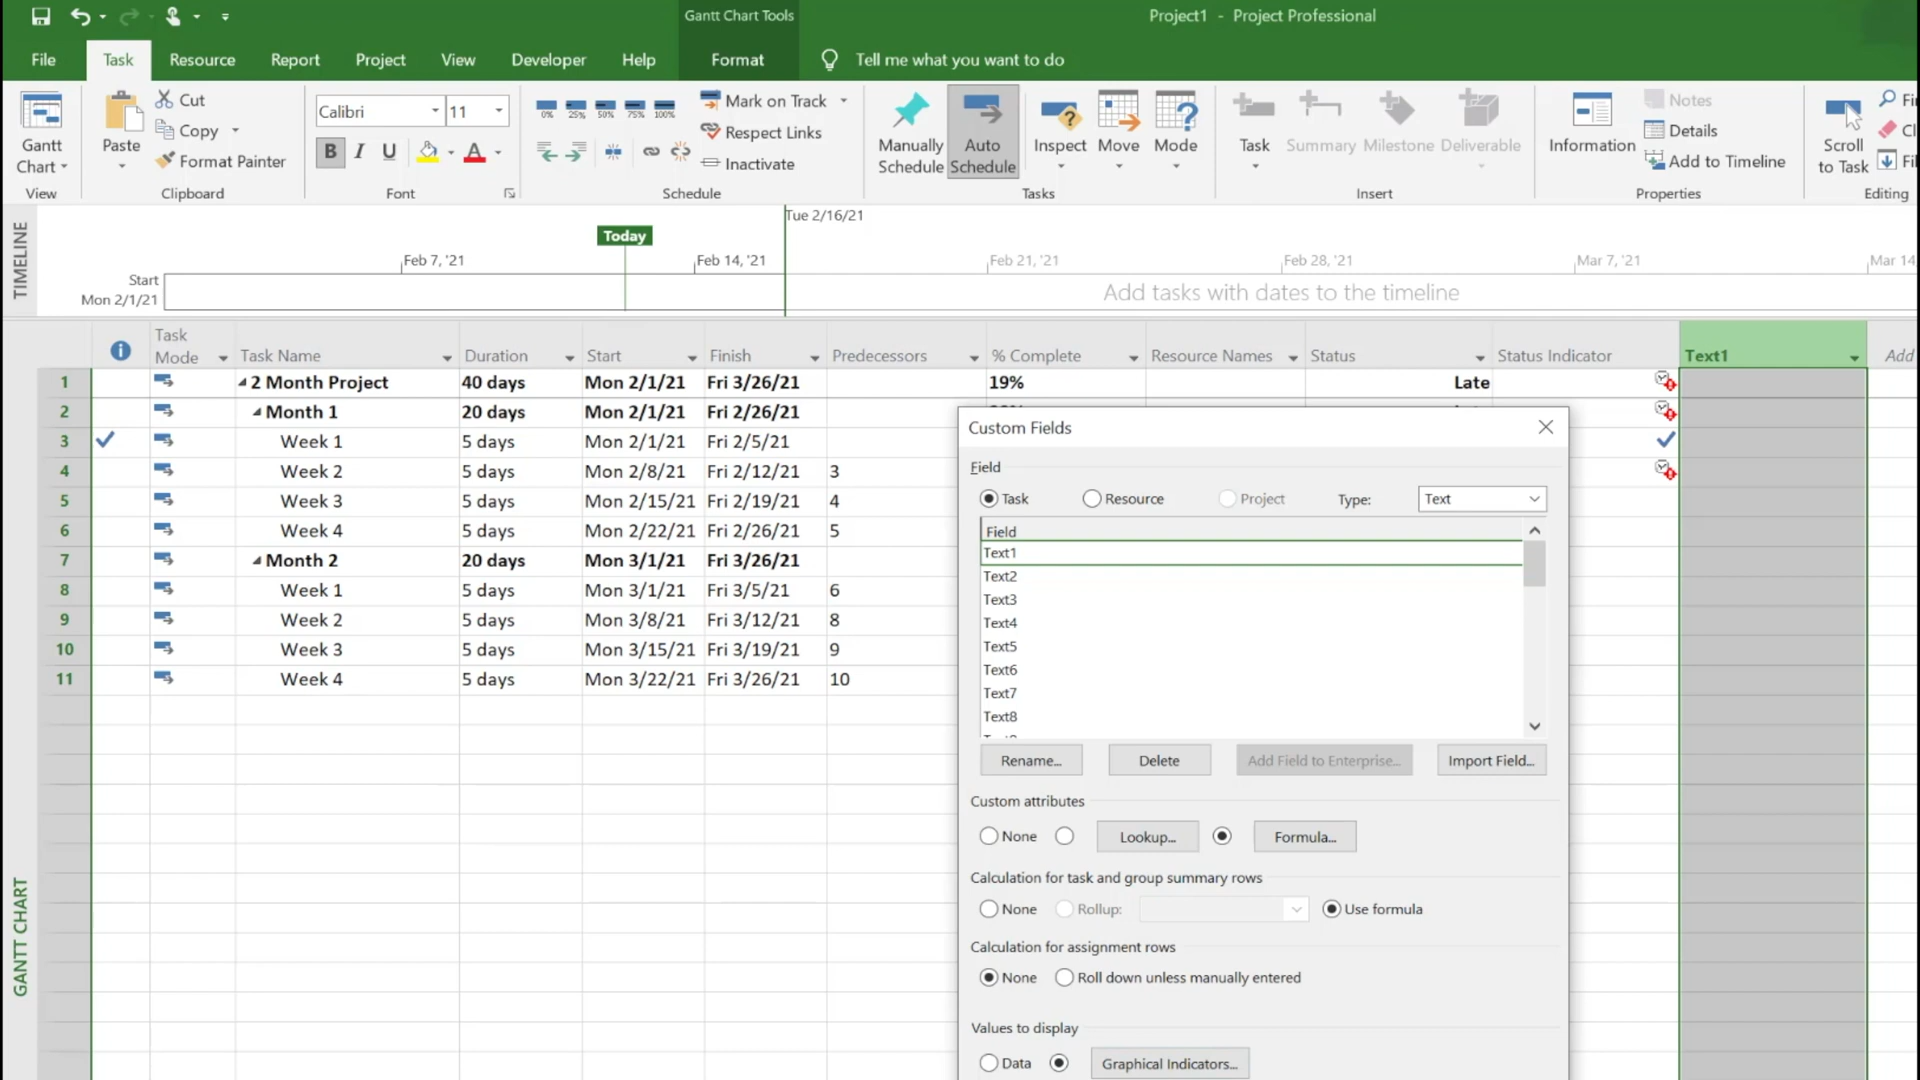 Gantt Chart Tools
Project1 - Project Professional
File Task Resource Report Project View Developer Help Format Tell me what you want to do
Gantt Chart
View
Paste
Cut
Copy
Format Painter
Clipboard
Calibri 11
B I U A
Font
0% 25% 50% 75% 100%
Mark on Track
Respect Links
Inactivate
Schedule
Manually Schedule
Auto Schedule
Inspect
Move
Mode
Tasks
Task
Summary
Milestone
Deliverable
Insert
Information
Notes
Details
Add to Timeline
Properties
Scroll to Task
Editing
TIMELINE
Tue 2/16/21
Today
Feb 7, '21 Feb 14, '21 Feb 21, '21 Feb 28, '21 Mar 7, '21 Mar 14
Start
Mon 2/1/21
Add tasks with dates to the timeline
Task Mode Task Name Duration Start Finish Predecessors % Complete Resource Names Status Status Indicator Text1 Add
1 2 Month Project 40 days Mon 2/1/21 Fri 3/26/21 19% Late
2 Month 1 20 days Mon 2/1/21 Fri 2/26/21
3 Week 1 5 days Mon 2/1/21 Fri 2/5/21
4 Week 2 5 days Mon 2/8/21 Fri 2/12/21 3
5 Week 3 5 days Mon 2/15/21 Fri 2/19/21 4
6 Week 4 5 days Mon 2/22/21 Fri 2/26/21 5
7 Month 2 20 days Mon 3/1/21 Fri 3/26/21
8 Week 1 5 days Mon 3/1/21 Fri 3/5/21 6
9 Week 2 5 days Mon 3/8/21 Fri 3/12/21 8
10 Week 3 5 days Mon 3/15/21 Fri 3/19/21 9
11 Week 4 5 days Mon 3/22/21 Fri 3/26/21 10
GANTT CHART
Custom Fields
Field
Task Resource Project Type: Text
Field
Text1
Text2
Text3
Text4
Text5
Text6
Text7
Text8
Rename... Delete Add Field to Enterprise... Import Field...
Custom attributes
None Lookup... Formula...
Calculation for task and group summary rows
None Rollup: Use formula
Calculation for assignment rows
None Roll down unless manually entered
Values to display
Data Graphical Indicators...